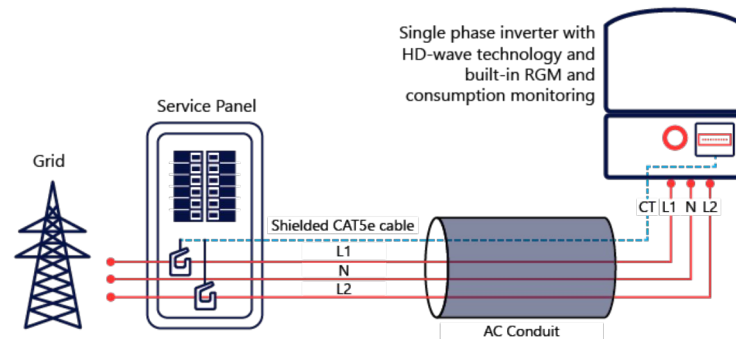 Single phase inverter with
HD-wave technology and
built-in RGM and
consumption monitoring
Service Panel
Grid
CT L1 N L2
Shielded CAT5e cable
L1
N
L2
AC Conduit